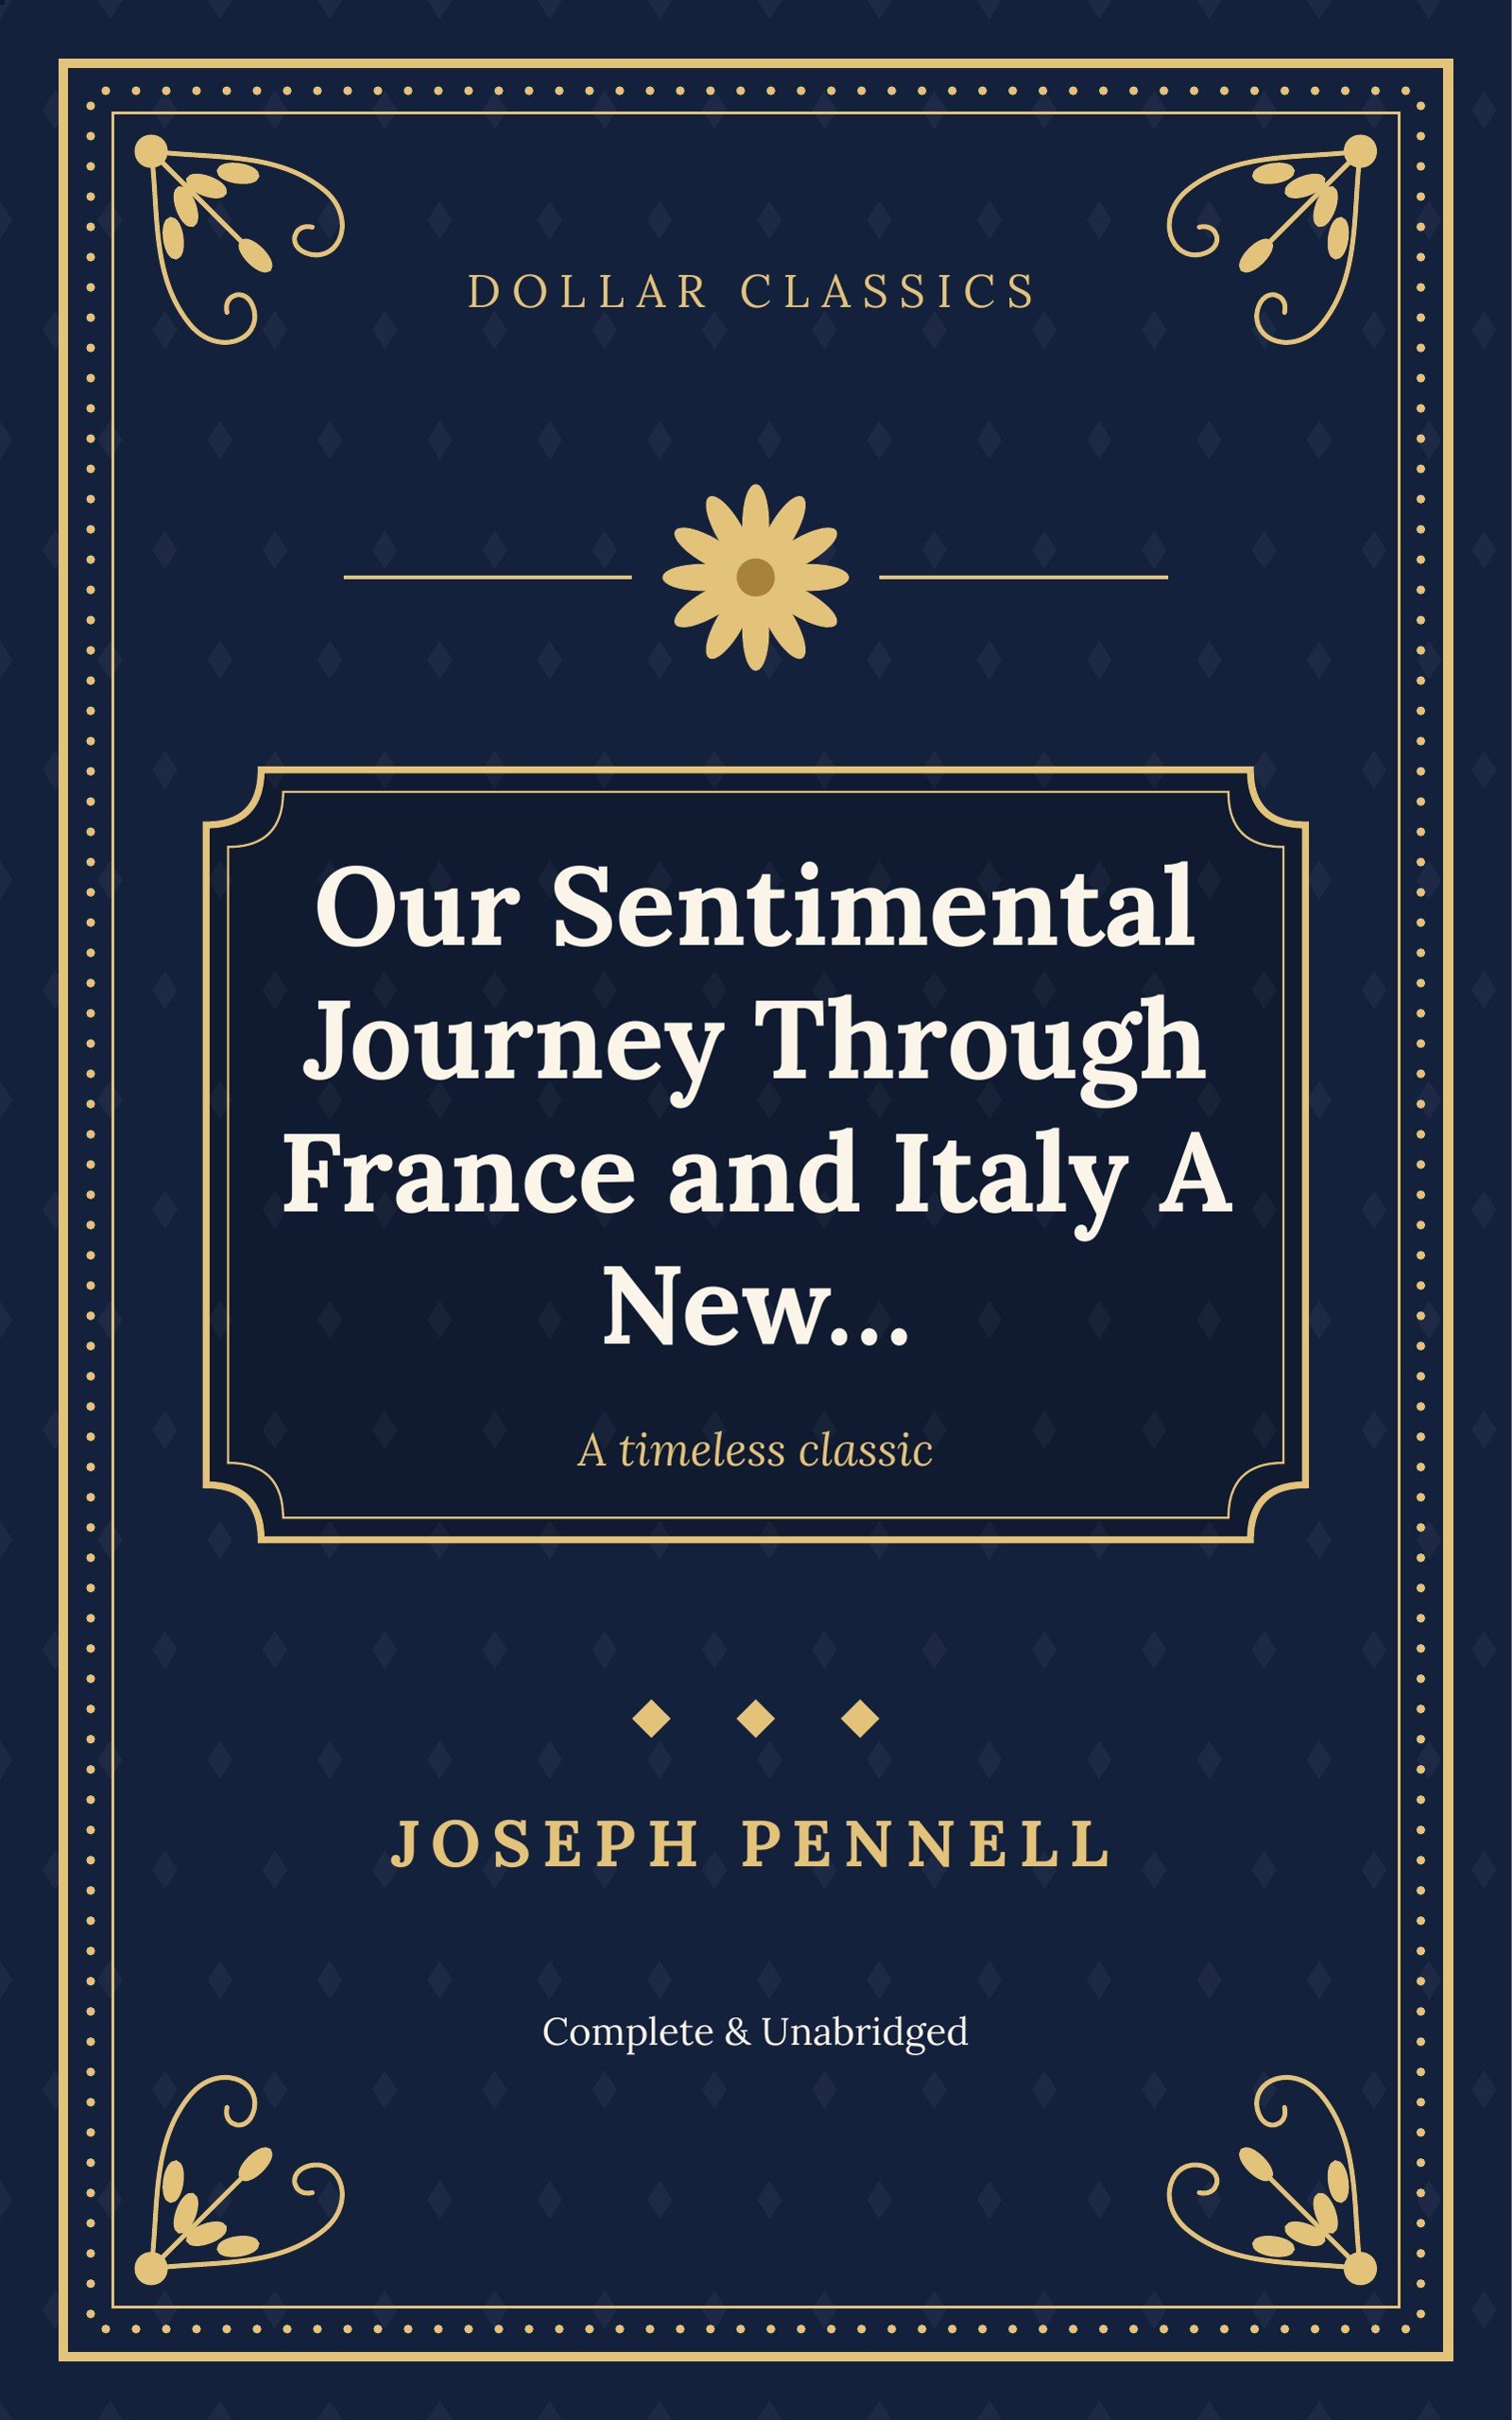 DOLLAR CLASSICS
Our Sentimental
Journey Through
France and Italy A
New...
A timeless classic
JOSEPH PENNELL
Complete & Unabridged